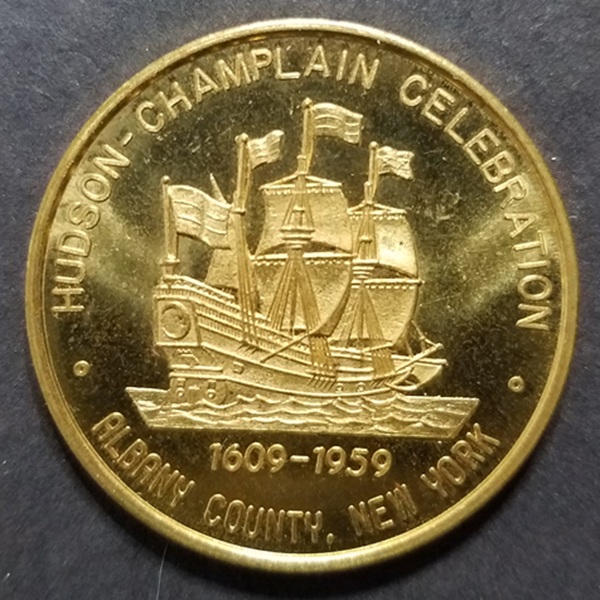 HUDSON-CHAMPLAIN CELEBRATION
1609-1959
ALBANY COUNTY, NEW YORK